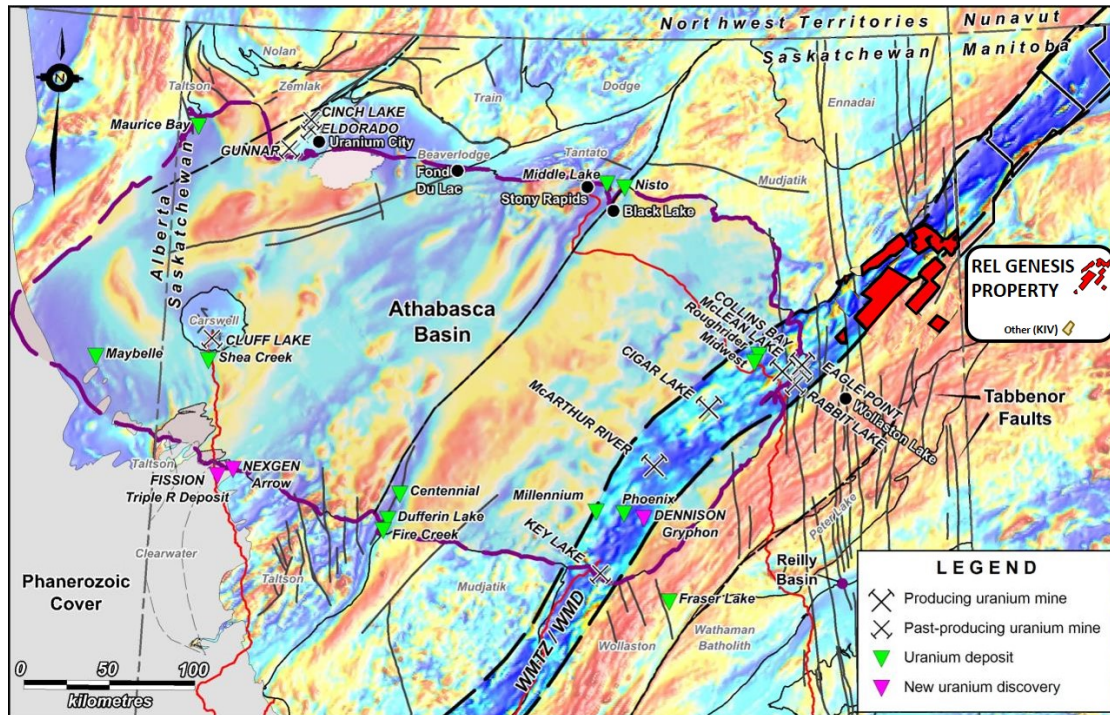 Northwest Territories
Nunavut
Saskatchewan
Manitoba
N
Nolan
Taltson
Zemlak
Train
Dodge
Ennadai
CINCH LAKE
ELDORADO
Maurice Bay
GUNNAR
Uranium City
Beaverlodge
Tantato
Fond
Du Lac
Middle Lake
Nisto
Mudjatik
Stony Rapids
Black Lake
Alberta
Saskatchewan
REL GENESIS
PROPERTY
Other (KIV)
Athabasca
Basin
Carswell
CLUFF LAKE
Shea Creek
Maybelle
COLLINS BAY
McLEAN LAKE
Roughrider
Midwest
CIGAR LAKE
EAGLE-POINT
RABBIT LAKE
Wollaston Lake
McARTHUR RIVER
Tabbenor
Faults
Taltson
NEXGEN
Arrow
FISSION
Triple R Deposit
Centennial
Millennium
Phoenix
DENNISON
Gryphon
Dufferin Lake
Fire Creek
Peter Lake
Clearwater
KEY LAKE
Reilly
Basin
Phanerozoic
Cover
Taltson
Mudjatik
Fraser Lake
WMTZ / WMD
Wollaston
Wathaman
Batholith
0 50 100
kilometres
LEGEND
Producing uranium mine
Past-producing uranium mine
Uranium deposit
New uranium discovery